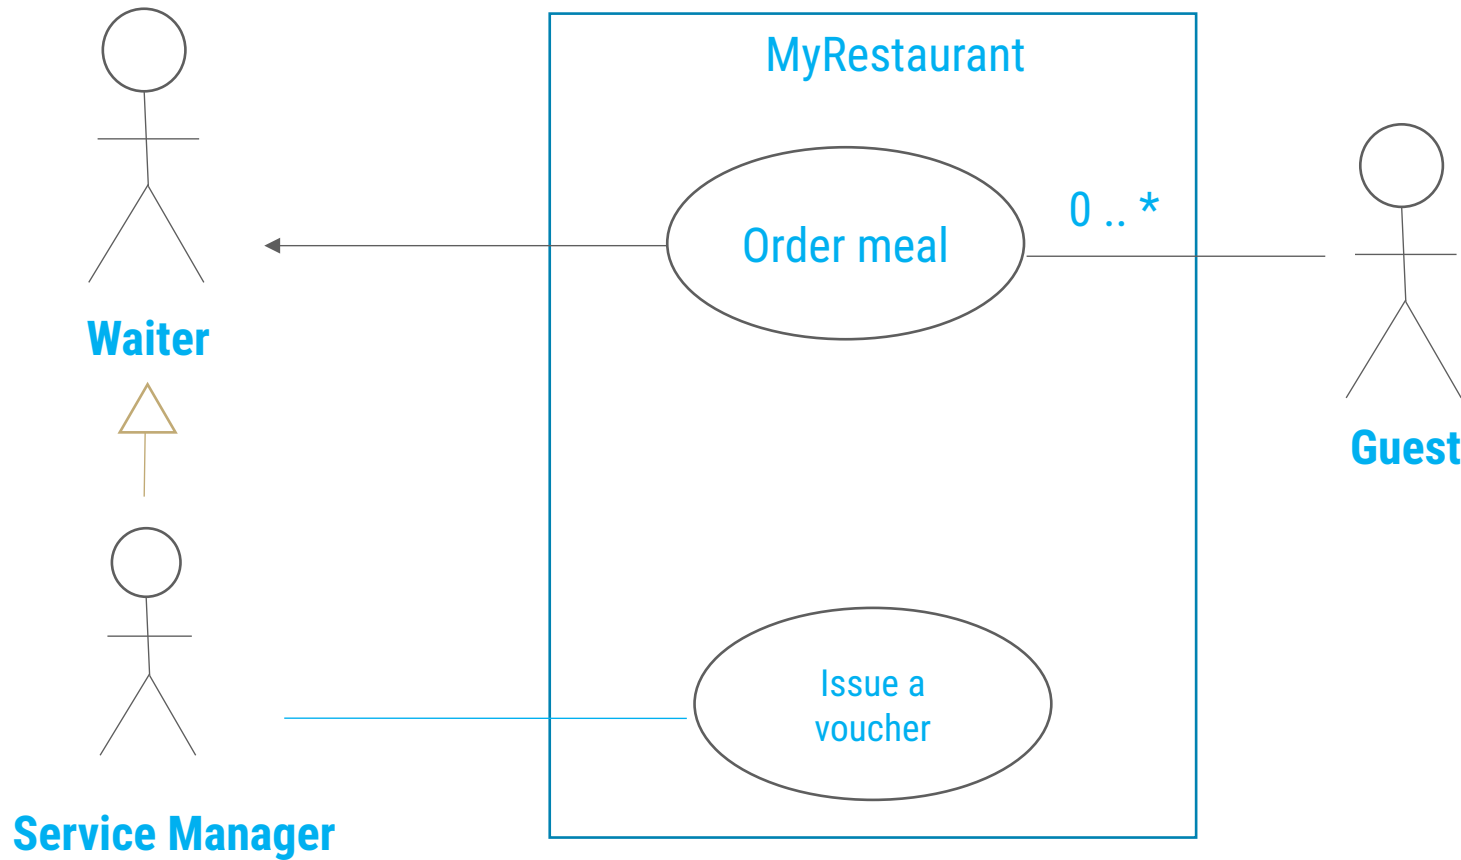 MyRestaurant
0 .. *
Order meal
Waiter
Guest
Issue a
voucher
Service Manager